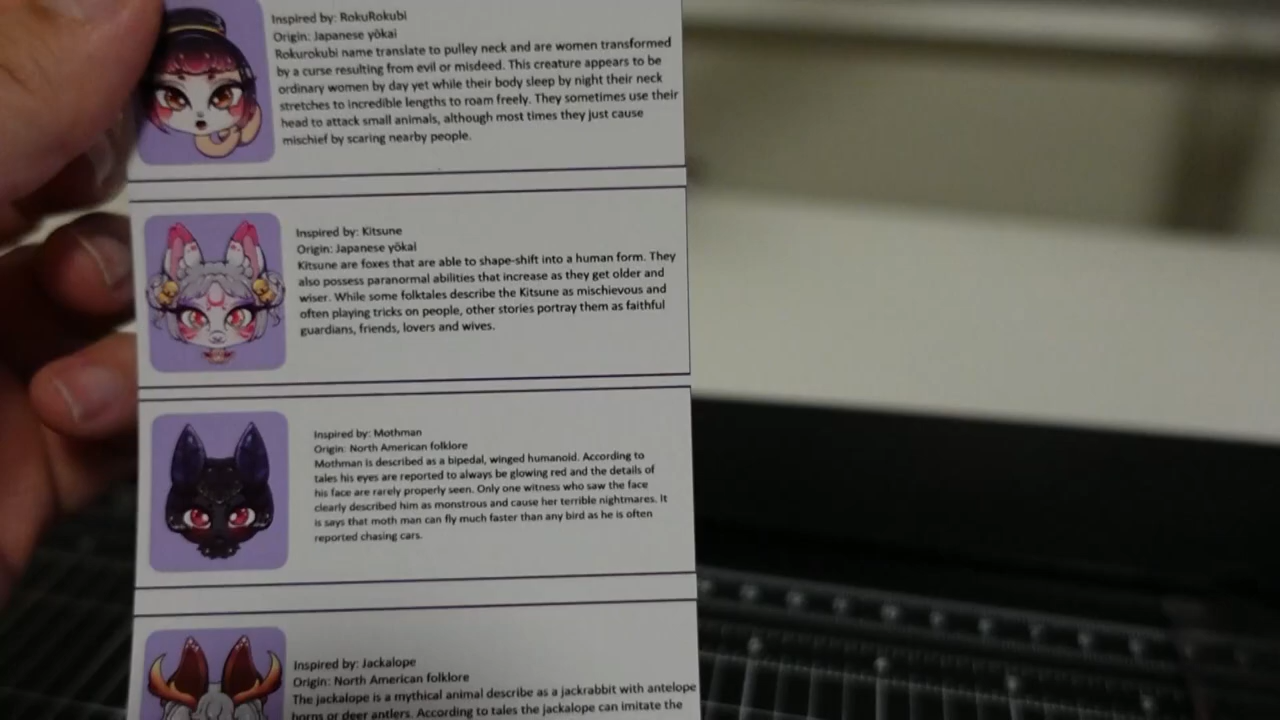 Inspired by: RokuRokubi
Origin: Japanese yōkai
Rokurokubi name translate to pulley neck and are women transformed
by a curse resulting from evil or misdeed. This creature appears to be
ordinary women by day yet while their body sleep by night their neck
stretches to incredible lengths to roam freely. They sometimes use their
head to attack small animals, although most times they just cause
mischief by scaring nearby people.
Inspired by: Kitsune
Origin: Japanese yōkai
Kitsune are foxes that are able to shape-shift into a human form. They
also possess paranormal abilities that increase as they get older and
wiser. While some folktales describe the Kitsune as mischievous and
often playing tricks on people, other stories portray them as faithful
guardians, friends, lovers and wives.
Inspired by: Mothman
Origin: North American folklore
Mothman is described as a bipedal, winged humanoid. According to
tales his eyes are reported to always be glowing red and the details of
his face are rarely properly seen. Only one witness who saw the face
clearly described him as monstrous and cause her terrible nightmares. It
is says that moth man can fly much faster than any bird as he is often
reported chasing cars.
Inspired by: Jackalope
Origin: North American folklore
The jackalope is a mythical animal describe as a jackrabbit with antelope
horns or deer antlers. According to tales the jackalope can imitate the